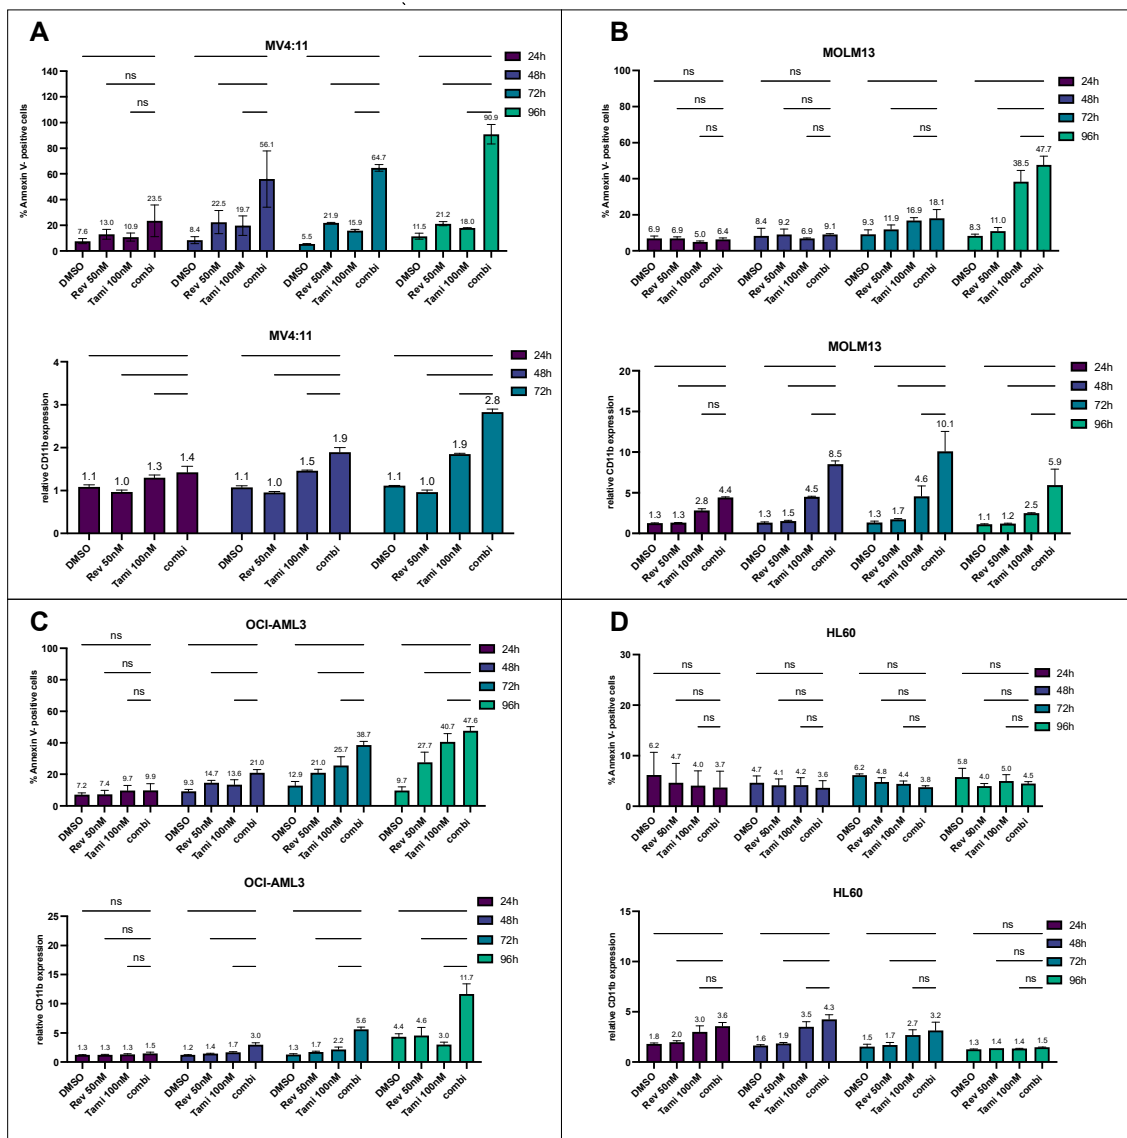 A
MV4:11
24h
48h
72h
96h
ns
ns
% Annexin V- positive cells
140
120
100
80
60
40
20
0
7.6 13.0 10.9 23.5 8.4 22.5 19.7 56.1 5.5 21.9 15.9 64.7 11.5 21.2 18.0 90.9
DMSO Rev 50nM Tami 100nM combi DMSO Rev 50nM Tami 100nM combi DMSO Rev 50nM Tami 100nM combi DMSO Rev 50nM Tami 100nM combi
MV4:11
24h
48h
72h
relative CD11b expression
4
3
2
1
0
1.1 1.0 1.3 1.4 1.1 1.0 1.5 1.9 1.1 1.0 1.9 2.8
DMSO Rev 50nM Tami 100nM combi DMSO Rev 50nM Tami 100nM combi DMSO Rev 50nM Tami 100nM combi
B
MOLM13
24h
48h
72h
96h
ns ns
ns ns
ns ns
% Annexin V- positive cells
100
80
60
40
20
0
6.9 6.9 5.0 6.4 8.4 9.2 6.9 9.1 9.3 11.9 16.9 18.1 8.3 11.0 38.5 47.7
DMSO Rev 50nM Tami 100nM combi DMSO Rev 50nM Tami 100nM combi DMSO Rev 50nM Tami 100nM combi DMSO Rev 50nM Tami 100nM combi
MOLM13
24h
48h
72h
96h
ns
relative CD11b expression
20
15
10
5
0
1.3 1.3 2.8 4.4 1.3 1.5 4.5 8.5 1.3 1.7 4.6 10.1 1.1 1.2 2.5 5.9
DMSO Rev 50nM Tami 100nM combi DMSO Rev 50nM Tami 100nM combi DMSO Rev 50nM Tami 100nM combi DMSO Rev 50nM Tami 100nM combi
C
OCI-AML3
24h
48h
72h
96h
ns
ns
ns
% Annexin V- positive cells
100
80
60
40
20
0
7.2 7.4 9.7 9.9 9.3 14.7 13.6 21.0 12.9 21.0 25.7 38.7 9.7 27.7 40.7 47.6
DMSO Rev 50nM Tami 100nM combi DMSO Rev 50nM Tami 100nM combi DMSO Rev 50nM Tami 100nM combi DMSO Rev 50nM Tami 100nM combi
OCI-AML3
24h
48h
72h
96h
ns
ns
ns
relative CD11b expression
25
20
15
10
5
0
1.3 1.3 1.3 1.5 1.2 1.4 1.7 3.0 1.3 1.7 2.2 5.6 4.4 4.6 3.0 11.7
DMSO Rev 50nM Tami 100nM combi DMSO Rev 50nM Tami 100nM combi DMSO Rev 50nM Tami 100nM combi DMSO Rev 50nM Tami 100nM combi
D
HL60
24h
48h
72h
96h
ns ns ns ns
ns ns ns ns
ns ns ns ns
% Annexin V- positive cells
30
20
10
0
6.2 4.7 4.0 3.7 4.7 4.1 4.2 3.6 6.2 4.8 4.4 3.8 5.8 4.0 5.0 4.5
DMSO Rev 50nM Tami 100nM combi DMSO Rev 50nM Tami 100nM combi DMSO Rev 50nM Tami 100nM combi DMSO Rev 50nM Tami 100nM combi
HL60
24h
48h
72h
96h
ns
ns
ns ns ns
relative CD11b expression
15
10
5
0
1.8 2.0 3.0 3.6 1.6 1.9 3.5 4.3 1.5 1.7 2.7 3.2 1.3 1.4 1.4 1.5
DMSO Rev 50nM Tami 100nM combi DMSO Rev 50nM Tami 100nM combi DMSO Rev 50nM Tami 100nM combi DMSO Rev 50nM Tami 100nM combi